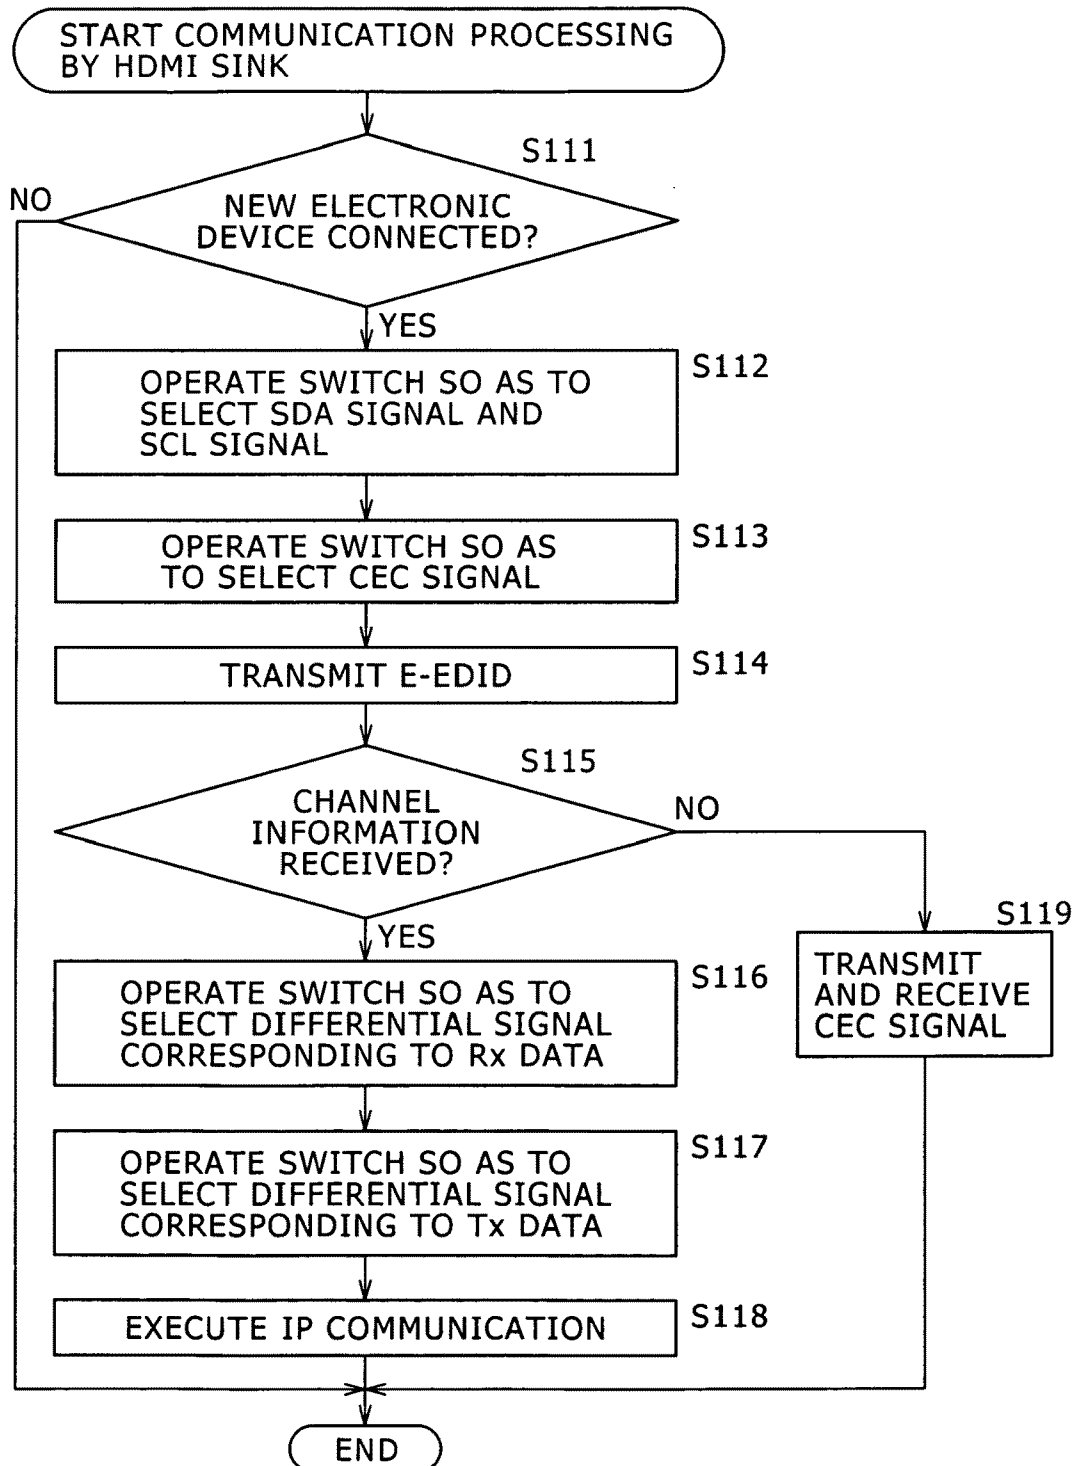 START COMMUNICATION PROCESSING
BY HDMI SINK
S111
NO
NEW ELECTRONIC
DEVICE CONNECTED?
YES
S112
OPERATE SWITCH SO AS TO
SELECT SDA SIGNAL AND
SCL SIGNAL
S113
OPERATE SWITCH SO AS
TO SELECT CEC SIGNAL
S114
TRANSMIT E-EDID
S115
CHANNEL
INFORMATION
RECEIVED?
NO
YES
S119
TRANSMIT
AND RECEIVE
CEC SIGNAL
S116
OPERATE SWITCH SO AS TO
SELECT DIFFERENTIAL SIGNAL
CORRESPONDING TO Rx DATA
S117
OPERATE SWITCH SO AS TO
SELECT DIFFERENTIAL SIGNAL
CORRESPONDING TO Tx DATA
S118
EXECUTE IP COMMUNICATION
END